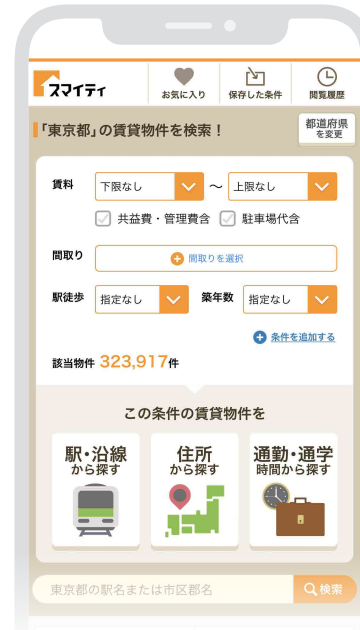 スマイティ
お気に入り
保存した条件
閲覧履歴
「東京都」の賃貸物件を検索！
都道府県
を変更
賃料
下限なし
〜
上限なし
共益費・管理費含
駐車場代含
間取り
間取りを選択
駅徒歩
指定なし
築年数
指定なし
条件を追加する
該当物件 323,917件
この条件の賃貸物件を
駅・沿線
から探す
住所
から探す
通勤・通学
時間から探す
東京都の駅名または市区郡名
検索